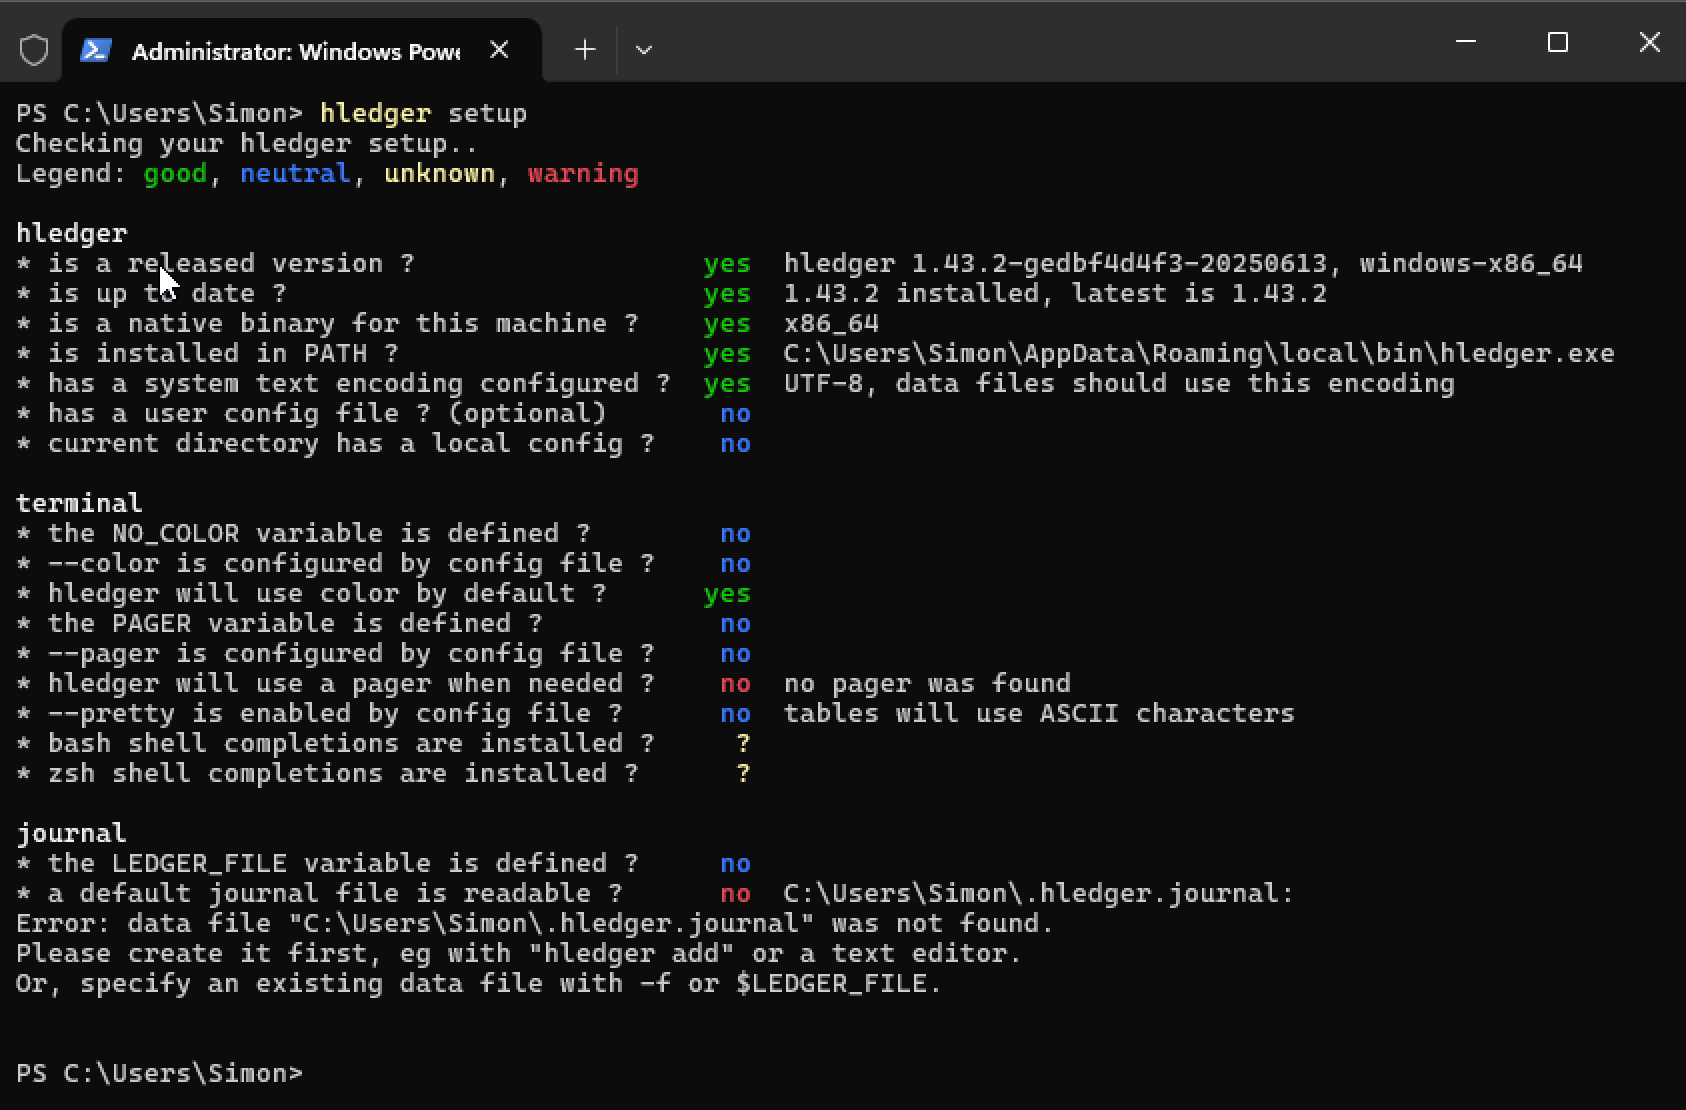 Administrator: Windows Powe
PS C:\Users\Simon> hledger setup
Checking your hledger setup..
Legend: good, neutral, unknown, warning
hledger
* is a released version ? yes hledger 1.43.2-gedbf4d4f3-20250613, windows-x86_64
* is up to date ? yes 1.43.2 installed, latest is 1.43.2
* is a native binary for this machine ? yes x86_64
* is installed in PATH ? yes C:\Users\Simon\AppData\Roaming\local\bin\hledger.exe
* has a system text encoding configured ? yes UTF-8, data files should use this encoding
* has a user config file ? (optional) no
* current directory has a local config ? no
terminal
* the NO_COLOR variable is defined ? no
* --color is configured by config file ? no
* hledger will use color by default ? yes
* the PAGER variable is defined ? no
* --pager is configured by config file ? no
* hledger will use a pager when needed ? no no pager was found
* --pretty is enabled by config file ? no tables will use ASCII characters
* bash shell completions are installed ? ?
* zsh shell completions are installed ? ?
journal
* the LEDGER_FILE variable is defined ? no
* a default journal file is readable ? no C:\Users\Simon\.hledger.journal:
Error: data file "C:\Users\Simon\.hledger.journal" was not found.
Please create it first, eg with "hledger add" or a text editor.
Or, specify an existing data file with -f or $LEDGER_FILE.
PS C:\Users\Simon>